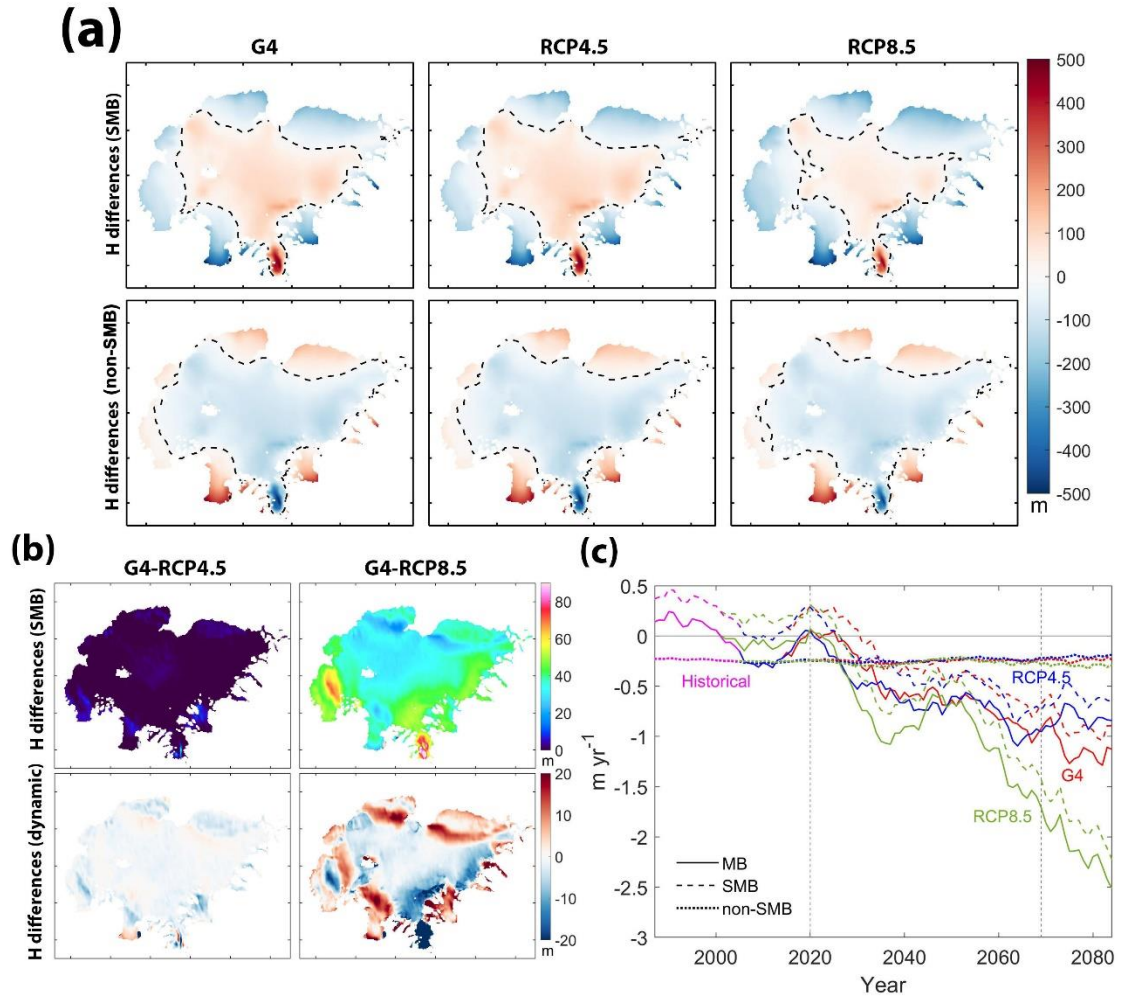 (a)
G4 RCP4.5 RCP8.5
H differences (SMB)
H differences (non-SMB)
500
400
300
200
100
0
-100
-200
-300
-400
-500
m
(b)
G4-RCP4.5 G4-RCP8.5
H differences (SMB)
80
60
40
20
0
m
H differences (dynamic)
20
10
0
-10
-20
m
(c)
m yr-1
0.5
0
-0.5
-1
-1.5
-2
-2.5
-3
Historical
RCP4.5
G4
RCP8.5
MB
SMB
non-SMB
2000 2020 2040 2060 2080
Year